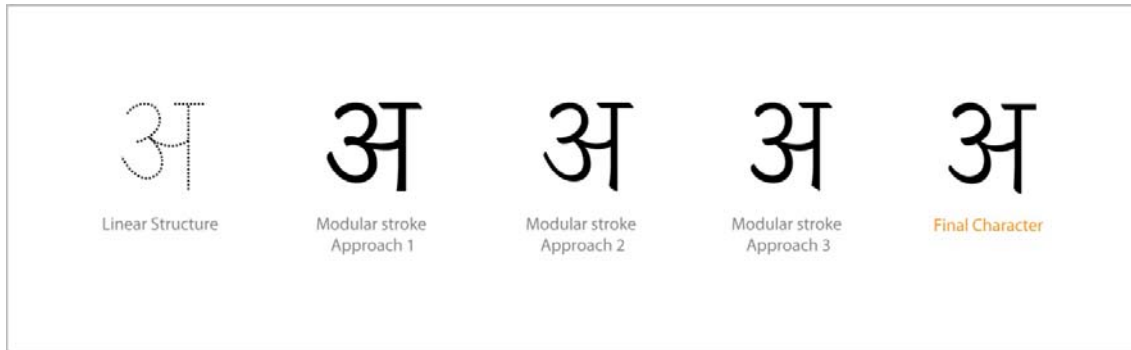 अ अ अ अ अ
Linear Structure
Modular stroke
Approach 1
Modular stroke
Approach 2
Modular stroke
Approach 3
Final Character